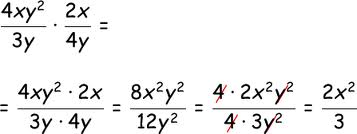 4xy²/3y · 2x/4y =
= 4xy² · 2x/3y · 4y = 8x²y²/12y² = 4 · 2x²y²/4 · 3y² = 2x²/3